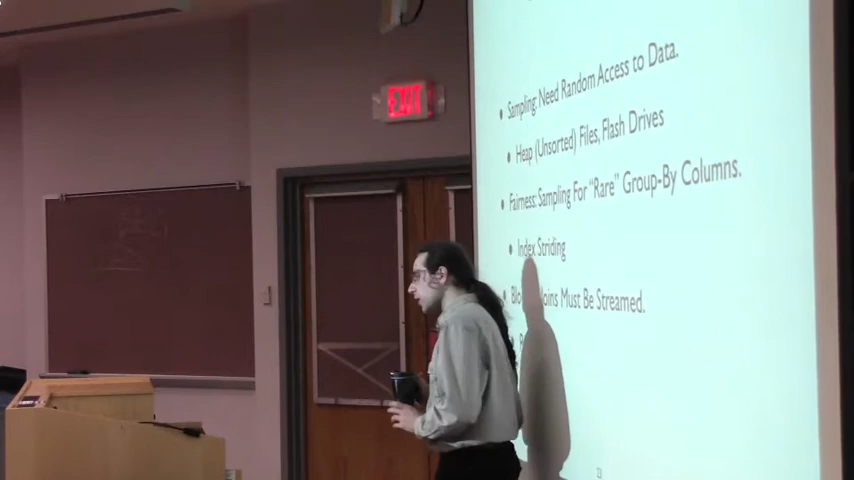 EXIT
Sampling: Need Random Access to Data.
Heap (Unsorted) Files, Flash Drives
Fairness: Sampling For "Rare" Group-By Columns.
Index Striding
Must Be Streamed.